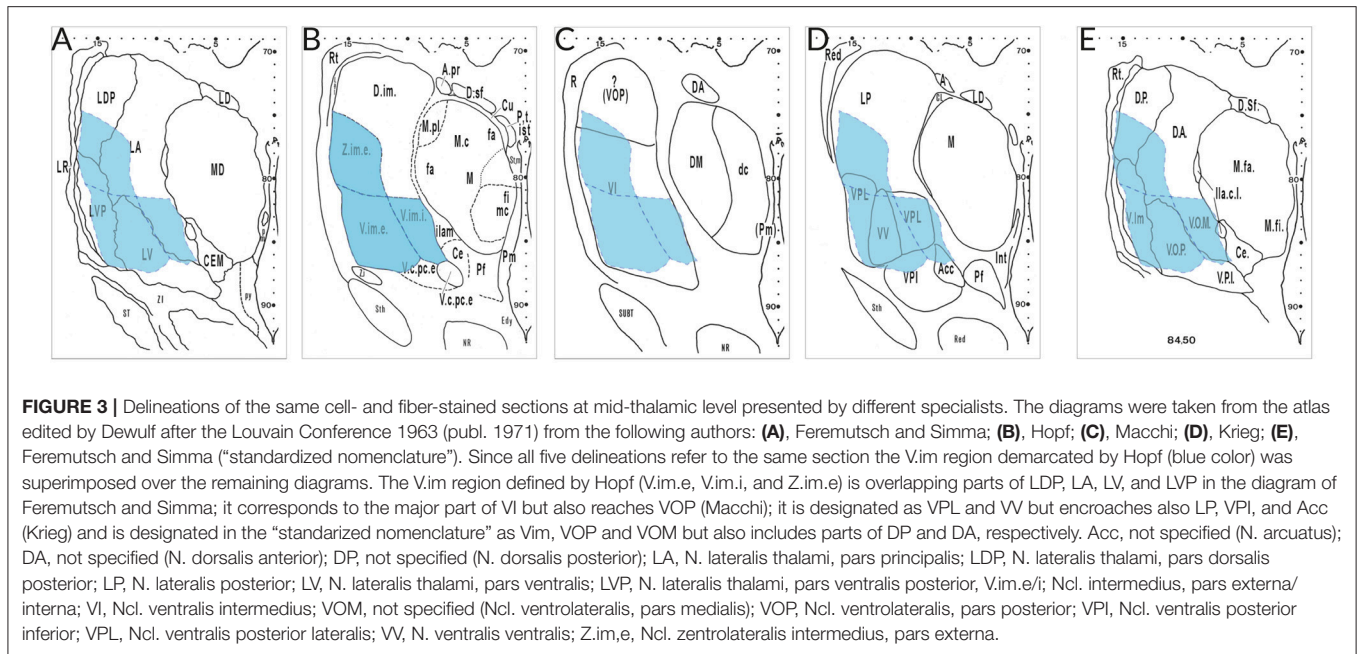 A
15
5
70
LDP
LD
LA
MD
LR
80
LVP
LV
CEM
ZI
ST
py
90
B
15
5
70
Rt
A.pr
D.sf
D.im.
Cu
P.t.
ist
M.pl
M.c
fa
Z.im.e.
fa
Stm
M
80
fi
mc
V.im.i.
V.im.e.
ilam
Ce
Pm
V.c.pc.e
Pf
ZI
V.c.pc.e
Sth
90
Edy
NR
C
15
5
70
R
?
(VOP)
DA
DM
dc
VI
80
(Pm)
SUBT
90
NR
D
15
5
70
Red
A
LD
LP
CL
M
80
VPL
VPL
VV
Int
Acc
Pf
VPI
Sth
90
Red
E
15
5
70
Rt.
D.P.
D.Sf.
D.A.
M.fa.
80
Ila.c.l.
V.Im
V.O.M.
M.fi.
V.O.P.
Ce.
V.P.I.
90
84.50
FIGURE 3 | Delineations of the same cell- and fiber-stained sections at mid-thalamic level presented by different specialists. The diagrams were taken from the atlas
edited by Dewulf after the Louvain Conference 1963 (publ. 1971) from the following authors: (A), Feremutsch and Simma; (B), Hopf; (C), Macchi; (D), Krieg; (E),
Feremutsch and Simma (“standardized nomenclature”). Since all five delineations refer to the same section the V.im region demarcated by Hopf (blue color) was
superimposed over the remaining diagrams. The V.im region defined by Hopf (V.im.e, V.im.i, and Z.im.e) is overlapping parts of LDP, LA, LV, and LVP in the diagram of
Feremutsch and Simma; it corresponds to the major part of VI but also reaches VOP (Macchi); it is designated as VPL and VV but encroaches also LP, VPI, and Acc
(Krieg) and is designated in the “standarized nomenclature” as Vim, VOP and VOM but also includes parts of DP and DA, respectively. Acc, not specified (N. arcuatus);
DA, not specified (N. dorsalis anterior); DP, not specified (N. dorsalis posterior); LA, N. lateralis thalami, pars principalis; LDP, N. lateralis thalami, pars dorsalis
posterior; LP, N. lateralis posterior; LV, N. lateralis thalami, pars ventralis; LVP, N. lateralis thalami, pars ventralis posterior, V.im.e/i; Ncl. intermedius, pars externa/
interna; VI, Ncl. ventralis intermedius; VOM, not specified (Ncl. ventrolateralis, pars medialis); VOP, Ncl. ventrolateralis, pars posterior; VPI, Ncl. ventralis posterior
inferior; VPL, Ncl. ventralis posterior lateralis; VV, N. ventralis ventralis; Z.im,e, Ncl. zentrolateralis intermedius, pars externa.